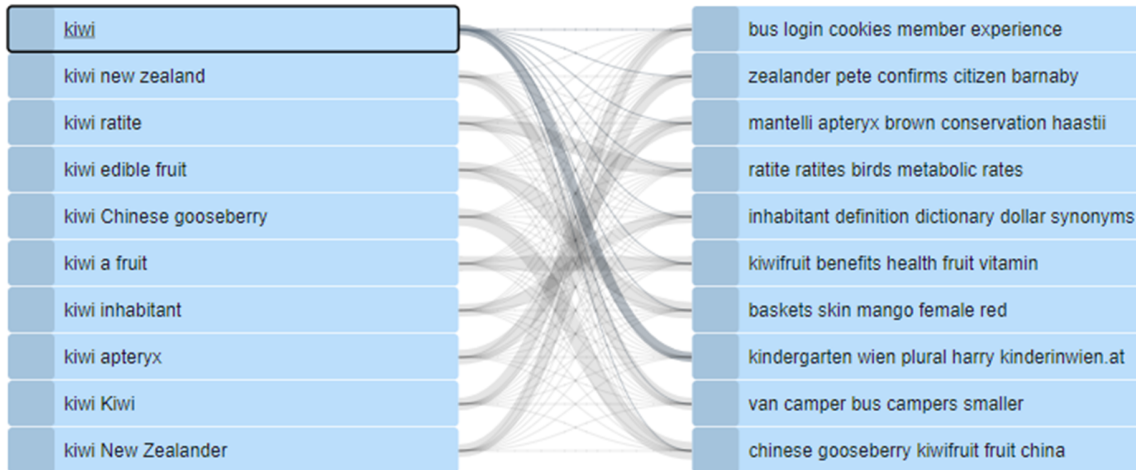 kiwi
kiwi new zealand
kiwi ratite
kiwi edible fruit
kiwi Chinese gooseberry
kiwi a fruit
kiwi inhabitant
kiwi apteryx
kiwi Kiwi
kiwi New Zealander
bus login cookies member experience
zealander pete confirms citizen barnaby
mantelli apteryx brown conservation haastii
ratite ratites birds metabolic rates
inhabitant definition dictionary dollar synonyms
kiwifruit benefits health fruit vitamin
baskets skin mango female red
kindergarten wien plural harry kinderinwien.at
van camper bus campers smaller
chinese gooseberry kiwifruit fruit china